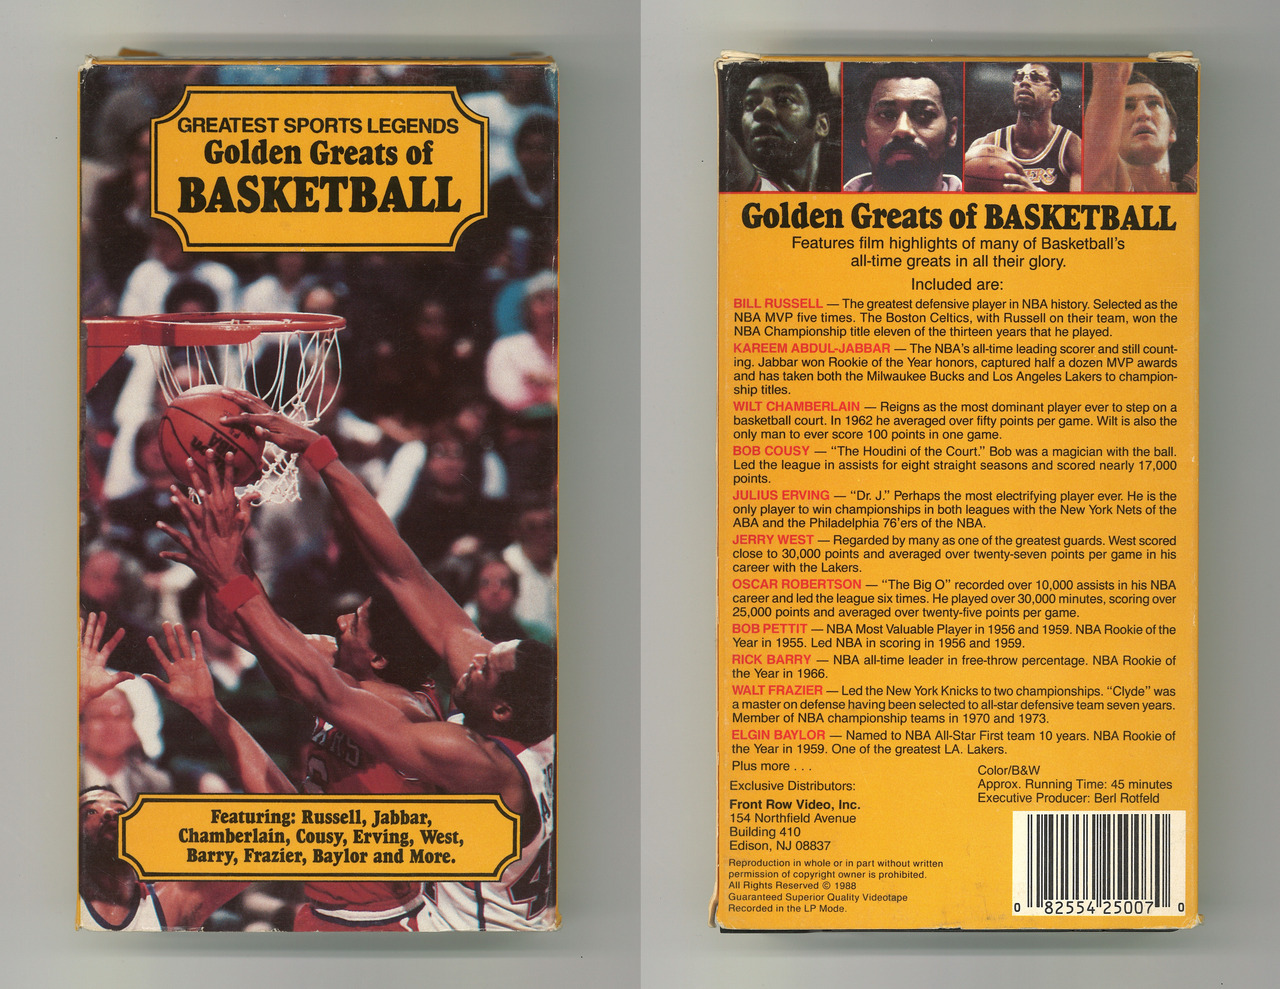 GREATEST SPORTS LEGENDS
Golden Greats of
BASKETBALL
Featuring: Russell, Jabbar,
Chamberlain, Cousy, Erving, West,
Barry, Frazier, Baylor and More.
Golden Greats of BASKETBALL
Features film highlights of many of Basketball's
all-time greats in all their glory.
Included are:
BILL RUSSELL — The greatest defensive player in NBA history. Selected as the
NBA MVP five times. The Boston Celtics, with Russell on their team, won the
NBA Championship title eleven of the thirteen years that he played.
KAREEM ABDUL-JABBAR — The NBA's all-time leading scorer and still count-
ing. Jabbar won Rookie of the Year honors, captured half a dozen MVP awards
and has taken both the Milwaukee Bucks and Los Angeles Lakers to champion-
ship titles.
WILT CHAMBERLAIN — Reigns as the most dominant player ever to step on a
basketball court. In 1962 he averaged over fifty points per game. Wilt is also the
only man to ever score 100 points in one game.
BOB COUSY — "The Houdini of the Court." Bob was a magician with the ball.
Led the league in assists for eight straight seasons and scored nearly 17,000
points.
JULIUS ERVING — "Dr. J." Perhaps the most electrifying player ever. He is the
only player to win championships in both leagues with the New York Nets of the
ABA and the Philadelphia 76'ers of the NBA.
JERRY WEST — Regarded by many as one of the greatest guards. West scored
close to 30,000 points and averaged over twenty-seven points per game in his
career with the Lakers.
OSCAR ROBERTSON — "The Big O" recorded over 10,000 assists in his NBA
career and led the league six times. He played over 30,000 minutes, scoring over
25,000 points and averaged over twenty-five points per game.
BOB PETTIT — NBA Most Valuable Player in 1956 and 1959. NBA Rookie of the
Year in 1955. Led NBA in scoring in 1956 and 1959.
RICK BARRY — NBA all-time leader in free-throw percentage. NBA Rookie of
the Year in 1966.
WALT FRAZIER — Led the New York Knicks to two championships. "Clyde" was
a master on defense having been selected to all-star defensive team seven years.
Member of NBA championship teams in 1970 and 1973.
ELGIN BAYLOR — Named to NBA All-Star First team 10 years. NBA Rookie of
the Year in 1959. One of the greatest LA. Lakers.
Plus more . . .
Exclusive Distributors:
Front Row Video, Inc.
154 Northfield Avenue
Building 410
Edison, NJ 08837
Color/B&W
Approx. Running Time: 45 minutes
Executive Producer: Berl Rotfeld
Reproduction in whole or in part without written
permission of copyright owner is prohibited.
All Rights Reserved © 1988
Guaranteed Superior Quality Videotape
Recorded in the LP Mode.
0 82554 25007 0